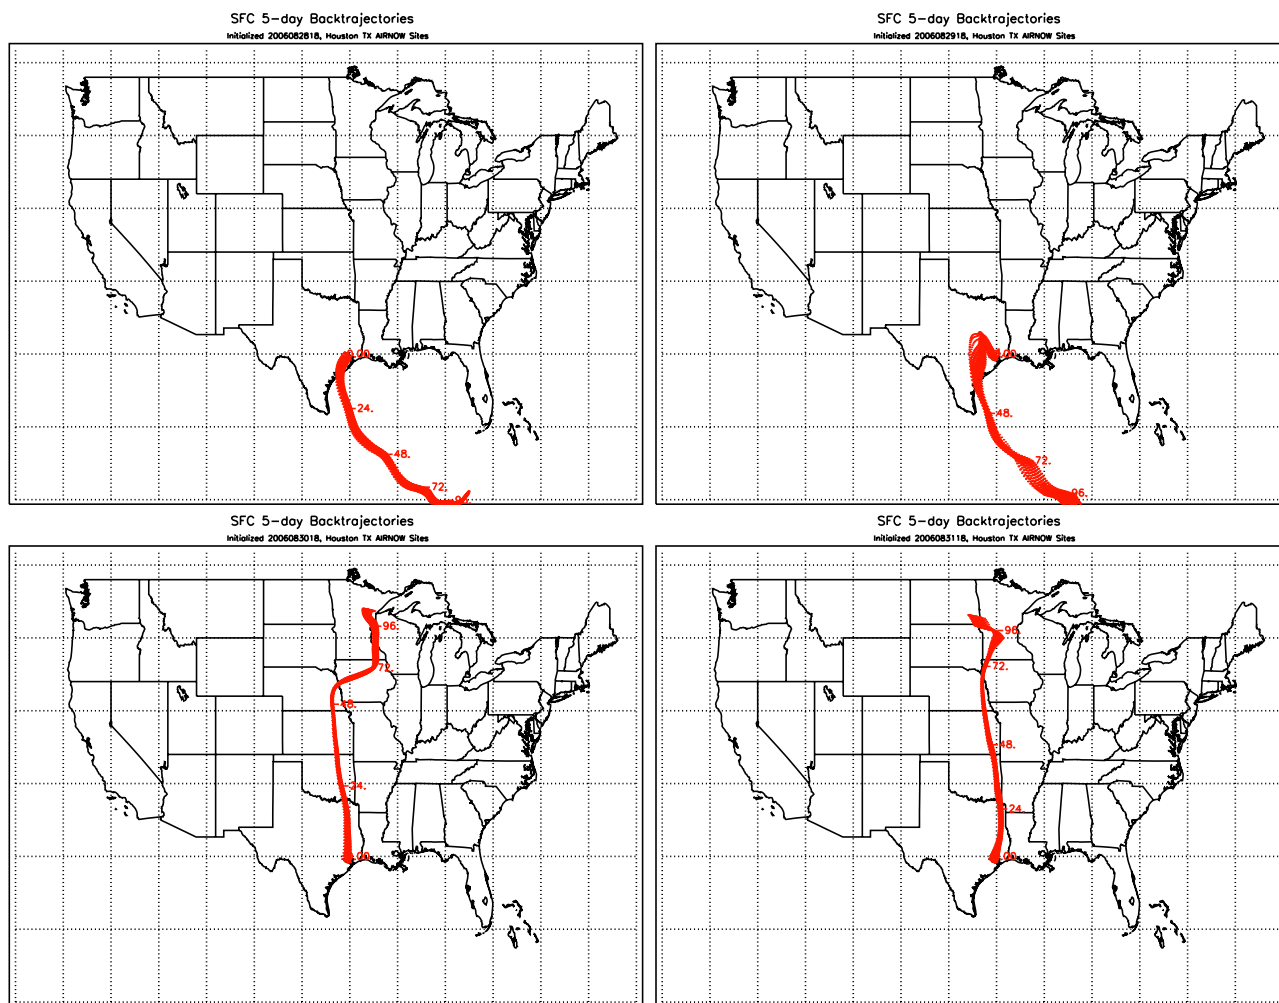 SFC 5-day Backtrajectories
Initialized 2006082818, Houston TX AIRNOW Sites
0.00.
24.
48.
72.
96.
SFC 5-day Backtrajectories
Initialized 2006082918, Houston TX AIRNOW Sites
48.
72.
96.
SFC 5-day Backtrajectories
Initialized 2006083018, Houston TX AIRNOW Sites
96.
72.
48.
24.
0.00.
SFC 5-day Backtrajectories
Initialized 2006083118, Houston TX AIRNOW Sites
96.
72.
48.
24.
0.00.